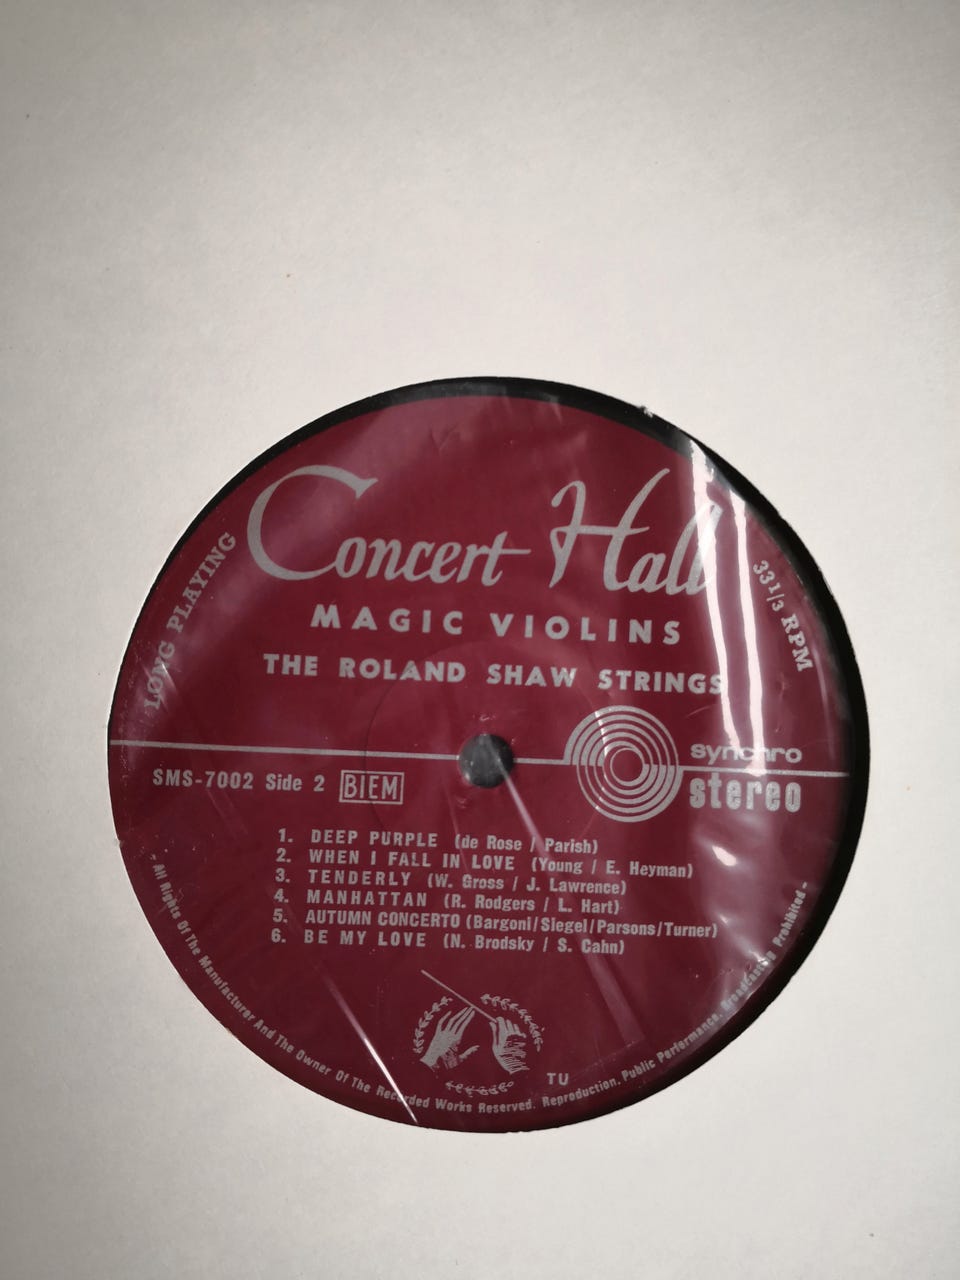 Concert Hall
LONG PLAYING
33 1/3 RPM
MAGIC VIOLINS
THE ROLAND SHAW STRINGS
synchro
stereo
SMS-7002 Side 2 BIEM
1. DEEP PURPLE (de Rose / Parish)
2. WHEN I FALL IN LOVE (Young / E. Heyman)
3. TENDERLY (W. Gross / J. Lawrence)
4. MANHATTAN (R. Rodgers / L. Hart)
5. AUTUMN CONCERTO (Bargoni/Siegel/Parsons/Turner)
6. BE MY LOVE (N. Brodsky / S. Cahn)
TU
- All Rights Of The Manufacturer And The Owner Of The Recorded Works Reserved. Reproduction, Public Performance, Broadcasting Prohibited -